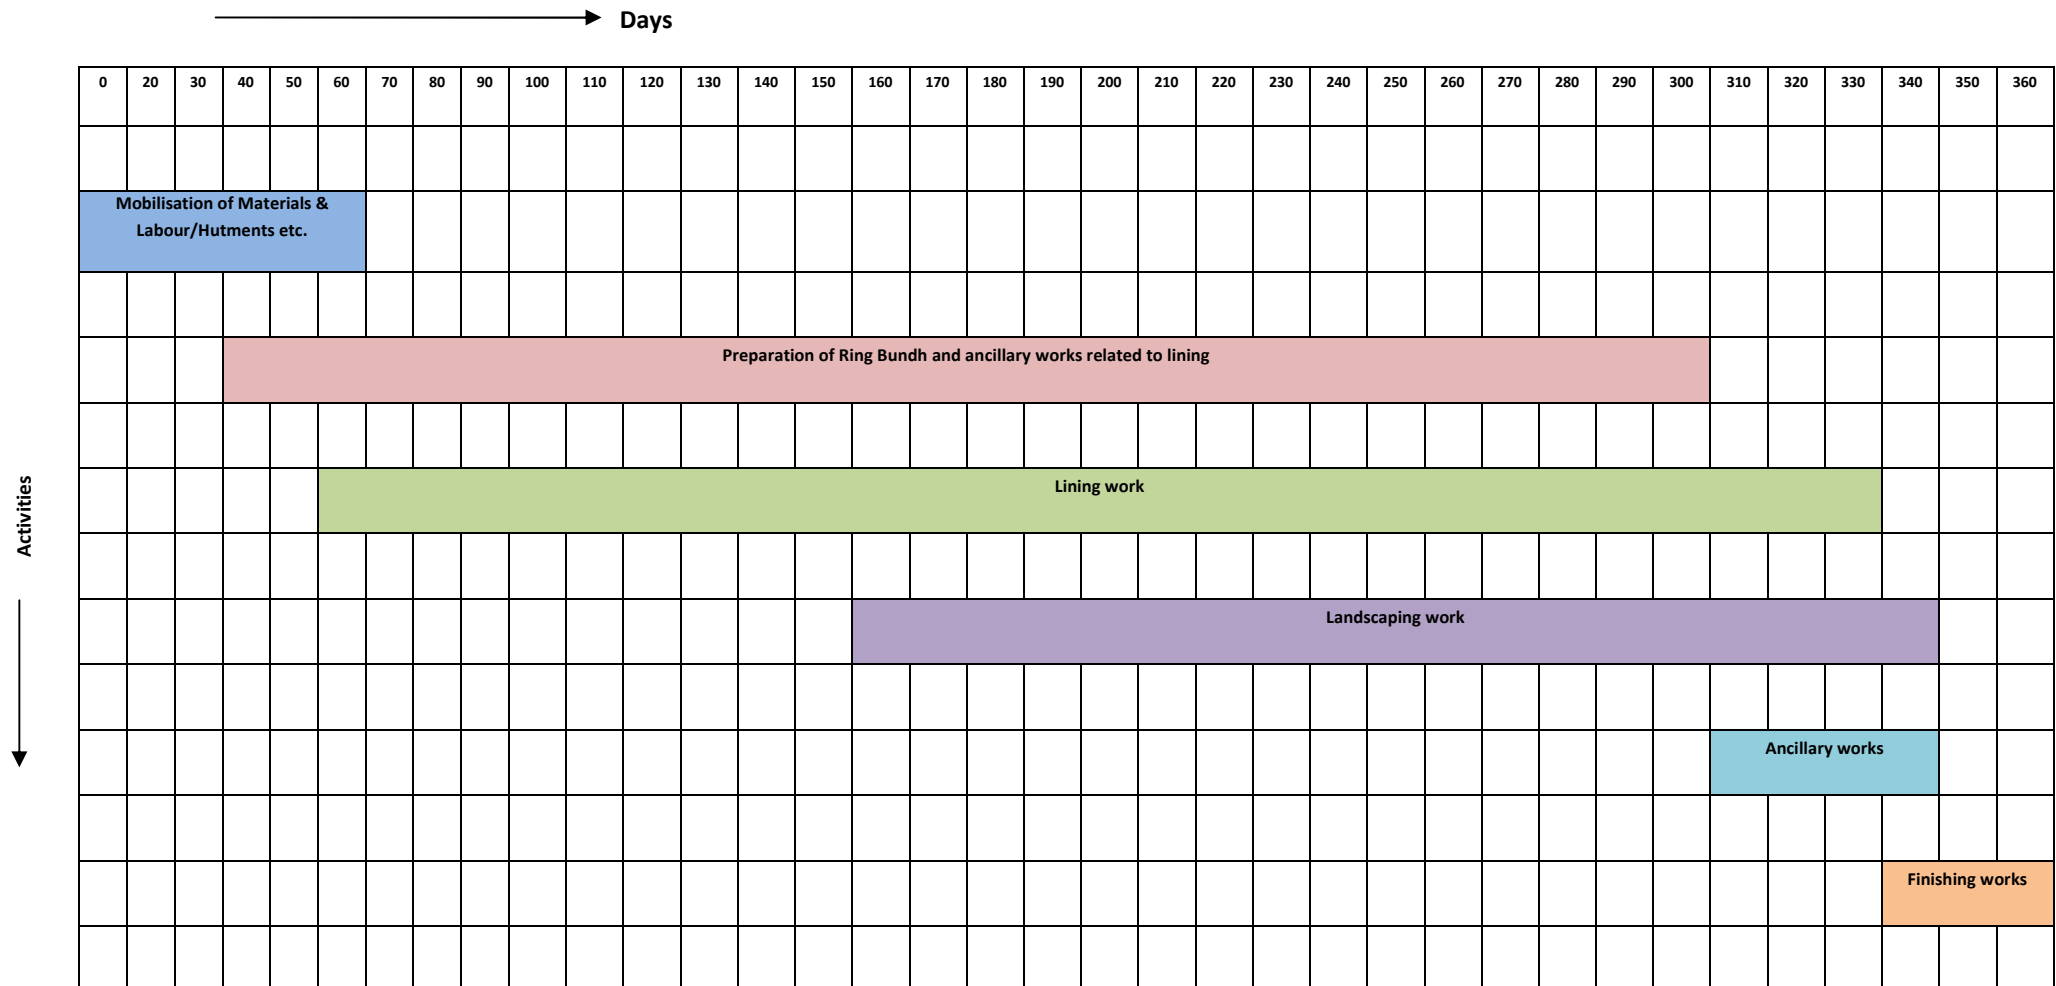 Days
0 20 30 40 50 60 70 80 90 100 110 120 130 140 150 160 170 180 190 200 210 220 230 240 250 260 270 280 290 300 310 320 330 340 350 360
Mobilisation of Materials &
Labour/Hutments etc.
Preparation of Ring Bundh and ancillary works related to lining
Lining work
Activities
Landscaping work
Ancillary works
Finishing works